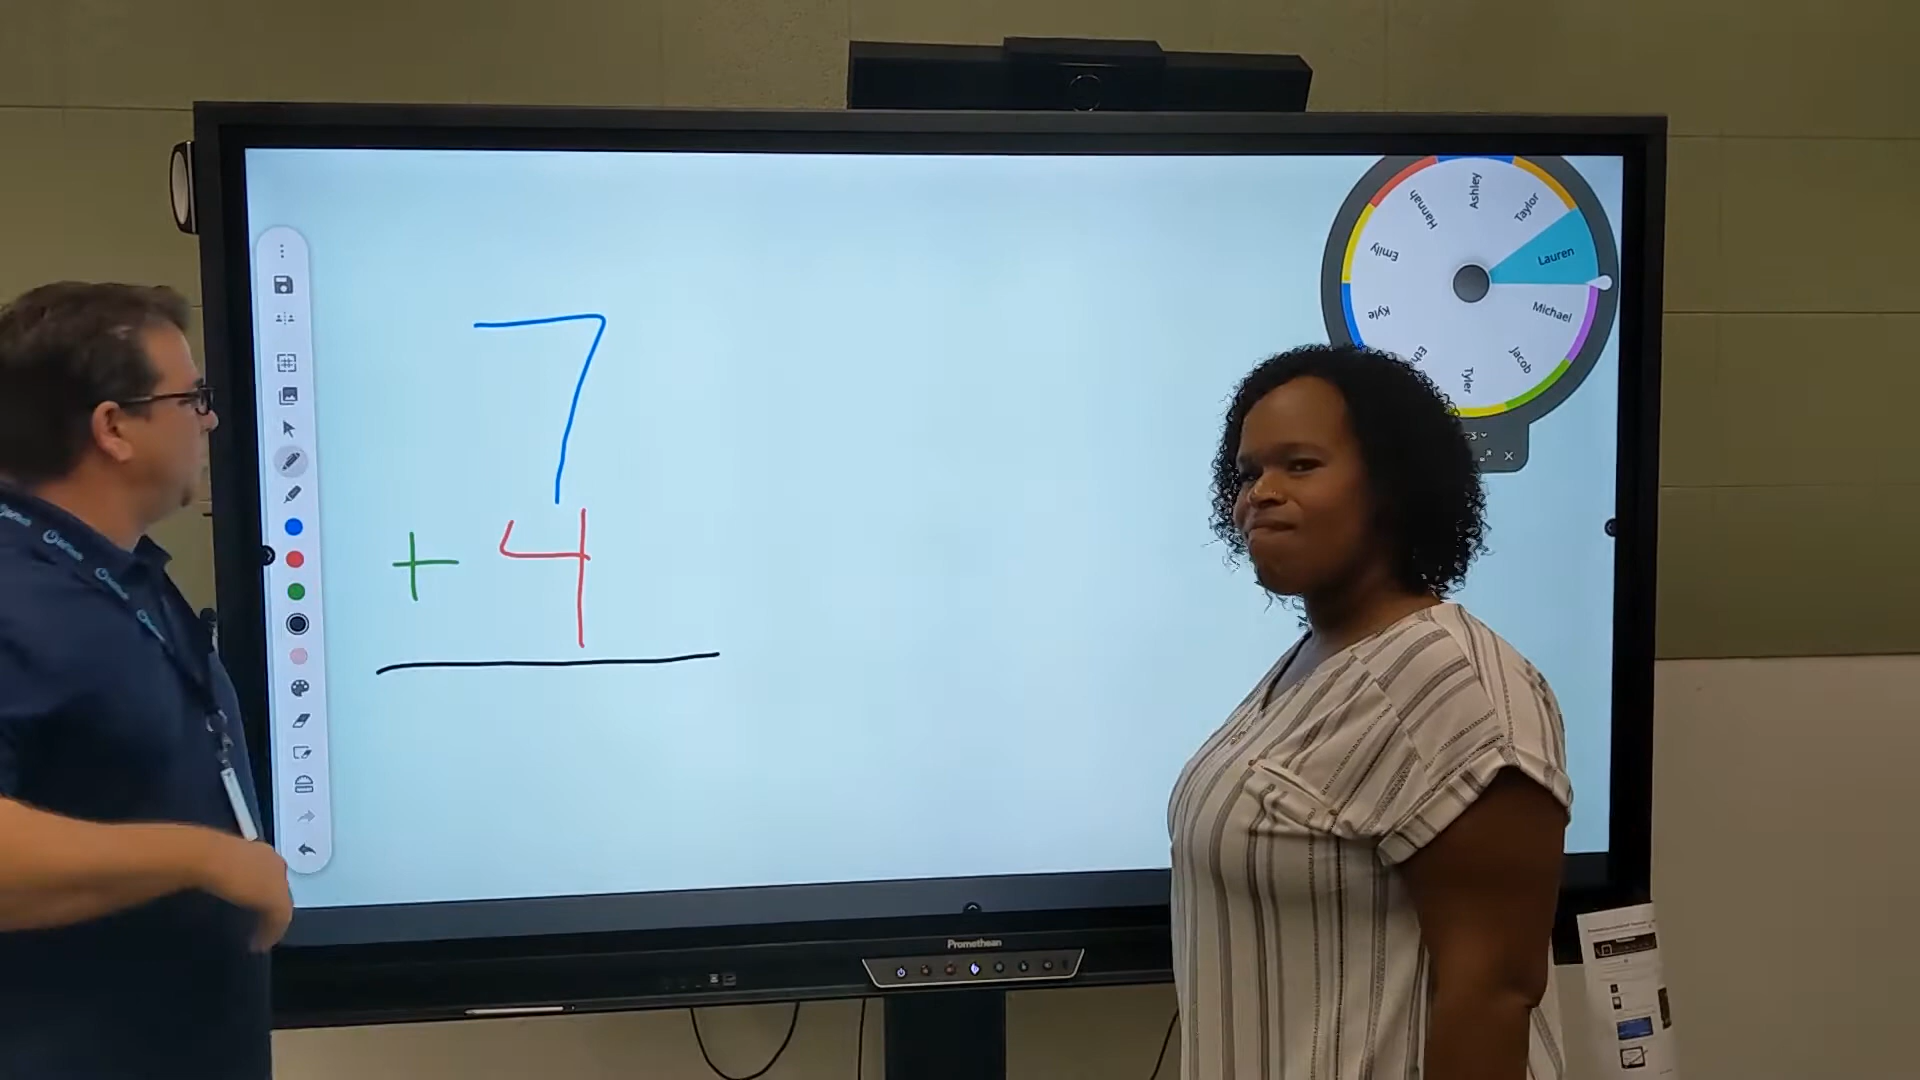 7
+ 4
Ashley
Taylor
Lauren
Michael
Jacob
Tyler
Kyle
Emily
Hannah
Promethean